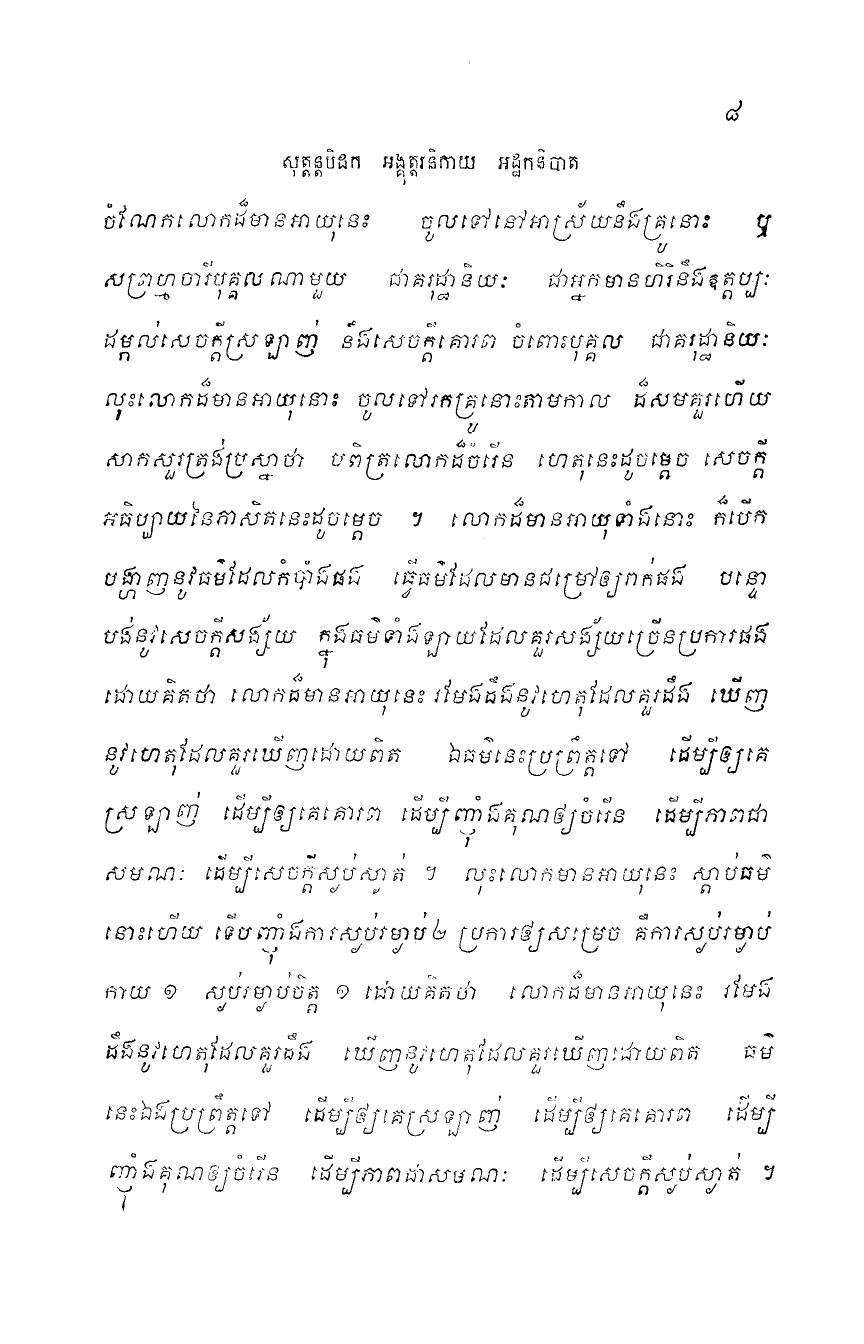 ៨
សុត្តន្តបិដក អង្គុត្តរនិកាយ អដ្ឋកនិបាត
ចំណែកលោកដ៏មានអាយុនេះ ចូលទៅនៅអាស្រ័យនឹងគ្រូនោះ ឬ
សព្រហ្មចារីបុគ្គលណាមួយ ជាគរុដ្ឋានិយៈ ជាអ្នកមានហិរិនឹងឧត្តប្បៈ
ដម្កល់សេចក្តីស្រឡាញ់ នឹងសេចក្តីគោរព ចំពោះបុគ្គល ជាគរុដ្ឋានិយៈ
លុះលោកដ៏មានអាយុនោះ ចូលទៅរកគ្រូនោះតាមកាល ដ៏សមគួរហើយ
សាកសួរត្រង់ប្រស្នាថា បពិត្រលោកដ៏ចំរើន ហេតុនេះដូចម្តេច សេចក្តី
អធិប្បាយនៃភាសិតនេះដូចម្តេច ។ លោកដ៏មានអាយុទាំងនោះ ក៏បើក
បង្ហាញនូវធម៌ដែលកំបាំងផង ធ្វើធម៌ដែលមានជម្រៅឲ្យរាក់ផង បន្ទោ
បង់នូវសេចក្តីសង្ស័យ ក្នុងធម៌ទាំងឡាយដែលគួរសង្ស័យច្រើនប្រការផង
ដោយគិតថា លោកដ៏មានអាយុនេះ រមែងដឹងនូវហេតុដែលគួរដឹង ឃើញ
នូវហេតុដែលគួរឃើញដោយពិត ឯធម៌នេះប្រព្រឹត្តទៅ ដើម្បីឲ្យគេ
ស្រឡាញ់ ដើម្បីឲ្យគេគោរព ដើម្បីញ៉ាំងគុណឲ្យចំរើន ដើម្បីភាពជា
សមណៈ ដើម្បីសេចក្តីស្ងប់ស្ងាត់ ។ លុះលោកមានអាយុនេះ ស្តាប់ធម៌
នោះហើយ ទើបញ៉ាំងការស្ងប់រម្ងាប់២ ប្រការឲ្យសម្រេច គឺការស្ងប់រម្ងាប់
កាយ ១ ស្ងប់រម្ងាប់ចិត្ត ១ ដោយគិតថា លោកដ៏មានអាយុនេះ រមែង
ដឹងនូវហេតុដែលគួរដឹង ឃើញនូវហេតុដែលគួរឃើញដោយពិត ធម៌
នេះឯងប្រព្រឹត្តទៅ ដើម្បីឲ្យគេស្រឡាញ់ ដើម្បីឲ្យគេគោរព ដើម្បី
ញ៉ាំងគុណឲ្យចំរើន ដើម្បីភាពជាសមណៈ ដើម្បីសេចក្តីស្ងប់ស្ងាត់ ។